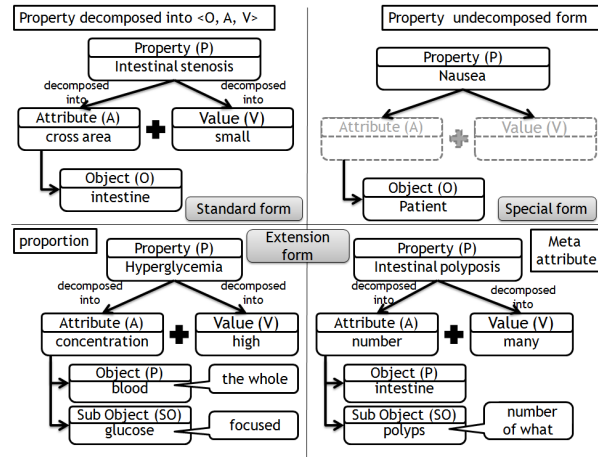 Property decomposed into <O, A, V>
Property (P)
Intestinal stenosis
decomposed
into
decomposed
into
Attribute (A)
cross area
Value (V)
small
Object (O)
intestine
Standard form
Property undecomposed form
Property (P)
Nausea
Attribute (A)
Value (V)
Object (O)
Patient
Special form
Extension
form
proportion
Property (P)
Hyperglycemia
decomposed
into
decomposed
into
Attribute (A)
concentration
Value (V)
high
Object (P)
blood
the whole
Sub Object (SO)
glucose
focused
Meta
attribute
Property (P)
Intestinal polyposis
decomposed
into
decomposed
into
Attribute (A)
number
Value (V)
many
Object (P)
intestine
Sub Object (SO)
polyps
number
of what